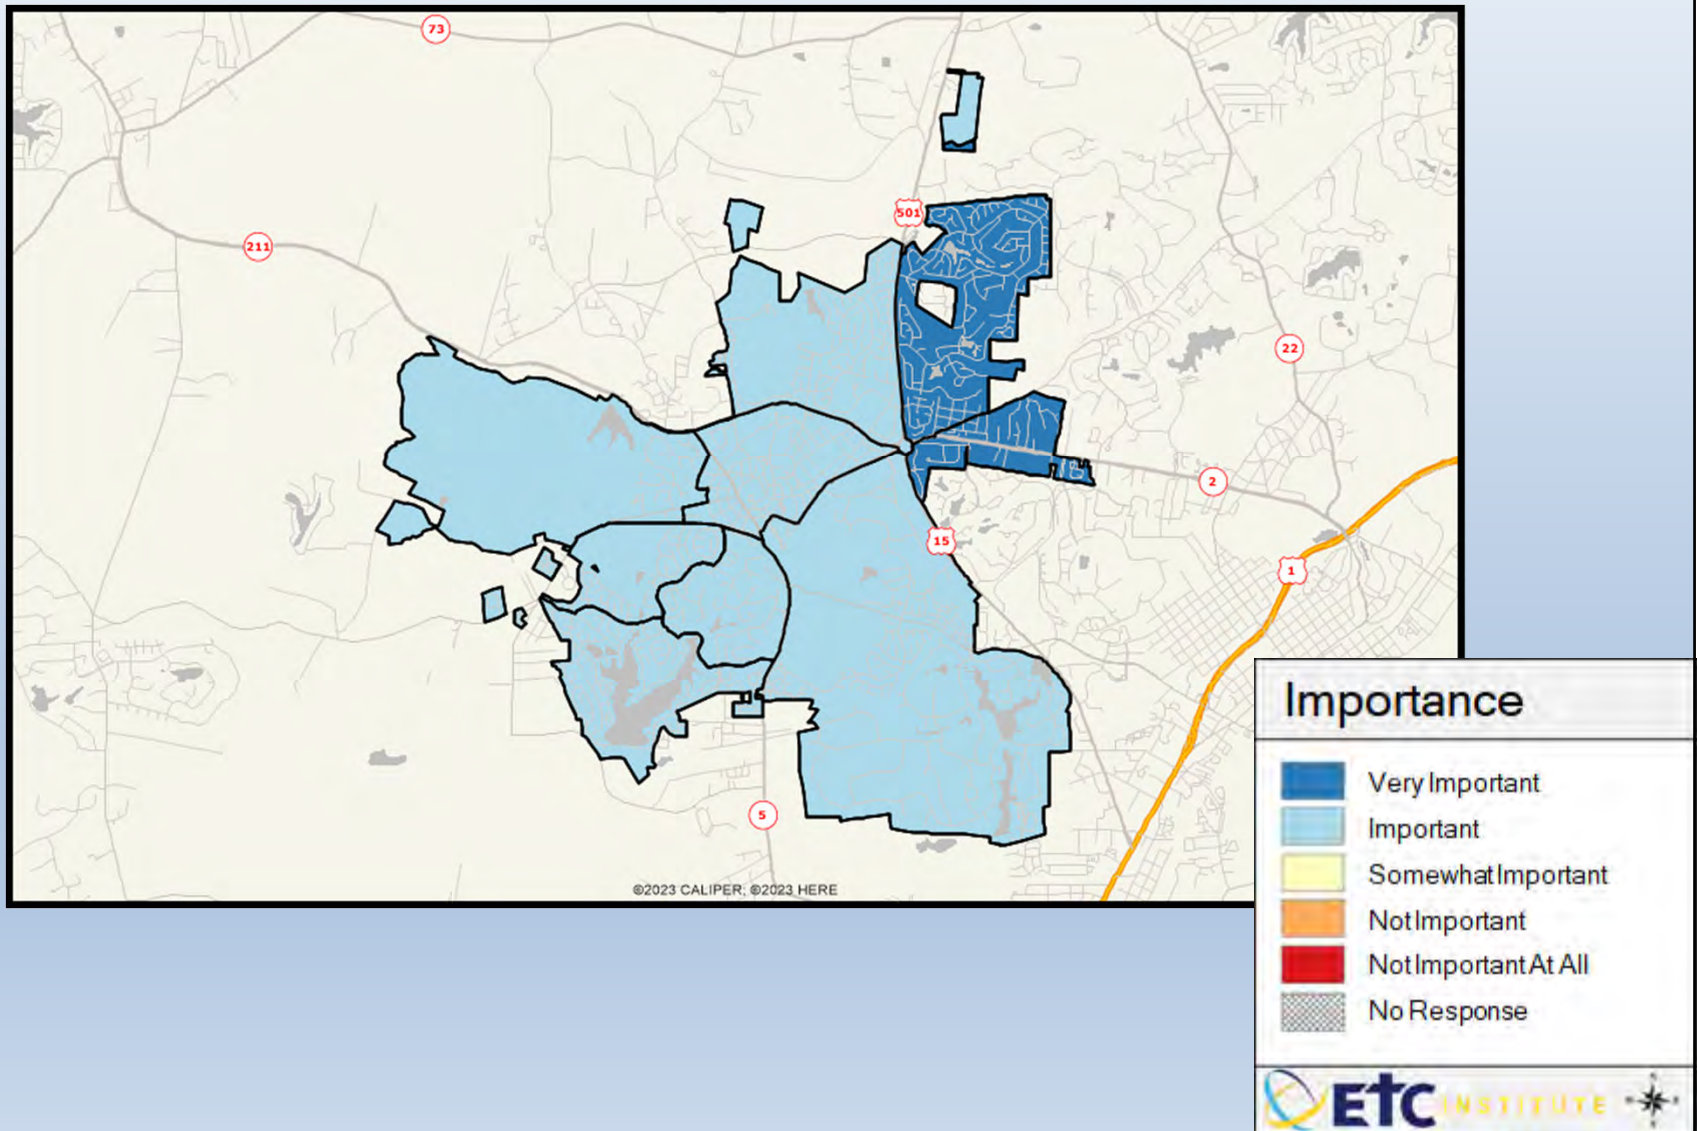 73
501
211
22
2
15
1
5
©2023 CALIPER; ©2023 HERE
Importance
Very Important
Important
Somewhat Important
Not Important
Not Important At All
No Response
ETC INSTITUTE